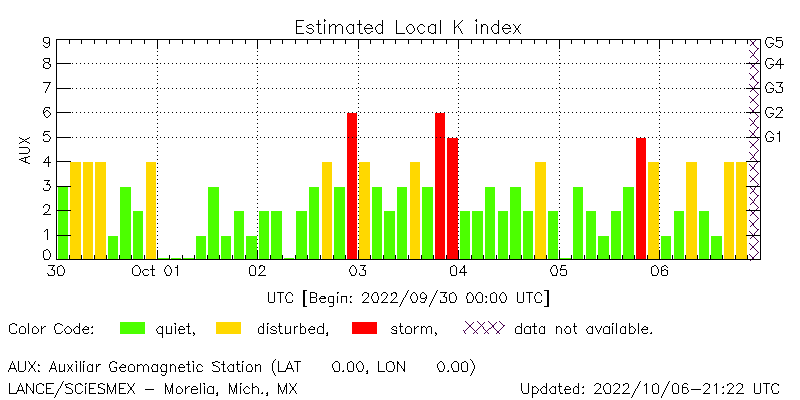 Estimated Local K index
9
8
7
6
5
4
3
2
1
0
AUX
G5
G4
G3
G2
G1
30 Oct 01 02 03 04 05 06
UTC [Begin: 2022/09/30 00:00 UTC]
Color Code: quiet, disturbed, storm, data not available.
AUX: Auxiliar Geomagnetic Station (LAT 0.00, LON 0.00)
LANCE/SCiESMEX – Morelia, Mich., MX Updated: 2022/10/06–21:22 UTC